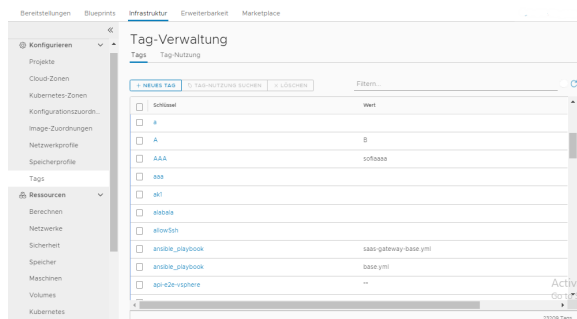 Bereitstellungen Blueprints Infrastruktur Erweiterbarkeit Marketplace
Konfigurieren
Projekte
Cloud-Zonen
Kubernetes-Zonen
Konfigurationszuordn...
Image-Zuordnungen
Netzwerkprofile
Speicherprofile
Tags
Ressourcen
Berechnen
Netzwerke
Sicherheit
Speicher
Maschinen
Volumes
Kubernetes
Tag-Verwaltung
Tags Tag-Nutzung
+ NEUES TAG TAG-NUTZUNG SUCHEN LÖSCHEN Filtern...
Schlüssel Wert
a
A B
AAA sofiaaaa
aaa
ak1
alabala
allowSsh
ansible_playbook saas-gateway-base.yml
ansible_playbook base.yml
api-e2e-vsphere ""
Activ
Go to